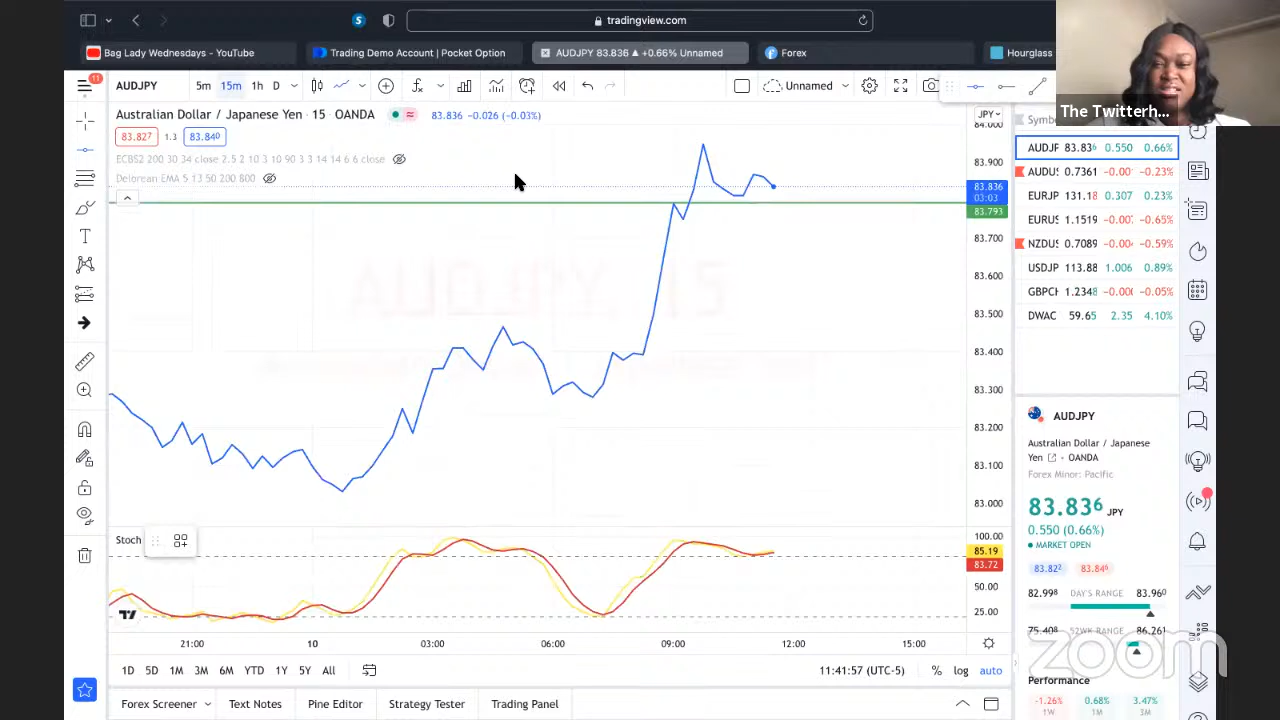 tradingview.com
Bag Lady Wednesdays - YouTube
Trading Demo Account | Pocket Option
AUDJPY 83.836 ▲ +0.66% Unnamed
Forex
Hourglass
The Twitterh...
11
AUDJPY
5m 15m 1h D
Unnamed
Australian Dollar / Japanese Yen · 15 · OANDA
83.836 −0.026 (−0.03%)
83.827 1.3 83.840
ECBS2 200 30 34 close 2.5 2 10 3 10 90 3 3 14 14 6 6 close
Delorean EMA 5 13 50 200 800
JPY
84.000
83.900
83.836
03:03
83.793
83.700
83.600
83.500
83.400
83.300
83.200
83.100
83.000
Stoch
100.00
85.19
83.72
50.00
25.00
21:00 10 03:00 06:00 09:00 12:00 15:00
1D 5D 1M 3M 6M YTD 1Y 5Y All
11:41:57 (UTC-5) % log auto
Forex Screener Text Notes Pine Editor Strategy Tester Trading Panel
Symbo
AUDJP 83.836 0.550 0.66%
AUDUS 0.7361 −0.00 −0.23%
EURJP 131.18 0.307 0.23%
EURUS 1.1519 −0.00 −0.65%
NZDUS 0.7089 −0.00 −0.59%
USDJP 113.88 1.006 0.89%
GBPCH 1.2348 −0.00 −0.05%
DWAC 59.65 2.35 4.10%
AUDJPY
Australian Dollar / Japanese
Yen · OANDA
Forex Minor: Pacific
83.836 JPY
0.550 (0.66%)
MARKET OPEN
83.822 83.846
82.998 DAY'S RANGE 83.960
75.408 52WK RANGE 86.261
zoom
Performance
-1.26% 0.68% 3.47%
1W 1M 3M